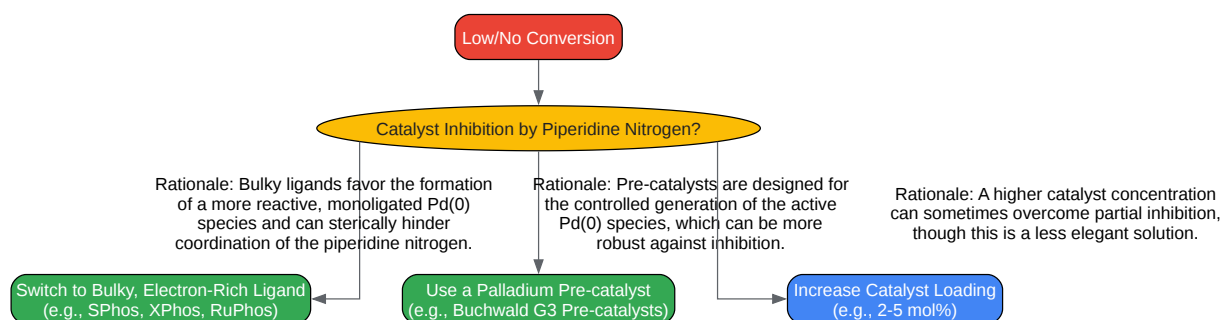 Low/No Conversion
Catalyst Inhibition by Piperidine Nitrogen?
Rationale: Bulky ligands favor the formation
of a more reactive, monoligated Pd(0)
species and can sterically hinder
coordination of the piperidine nitrogen.
Rationale: Pre-catalysts are designed for
the controlled generation of the active
Pd(0) species, which can be more
robust against inhibition.
Rationale: A higher catalyst concentration
can sometimes overcome partial inhibition,
though this is a less elegant solution.
Switch to Bulky, Electron-Rich Ligand
(e.g., SPhos, XPhos, RuPhos)
Use a Palladium Pre-catalyst
(e.g., Buchwald G3 Pre-catalysts)
Increase Catalyst Loading
(e.g., 2-5 mol%)